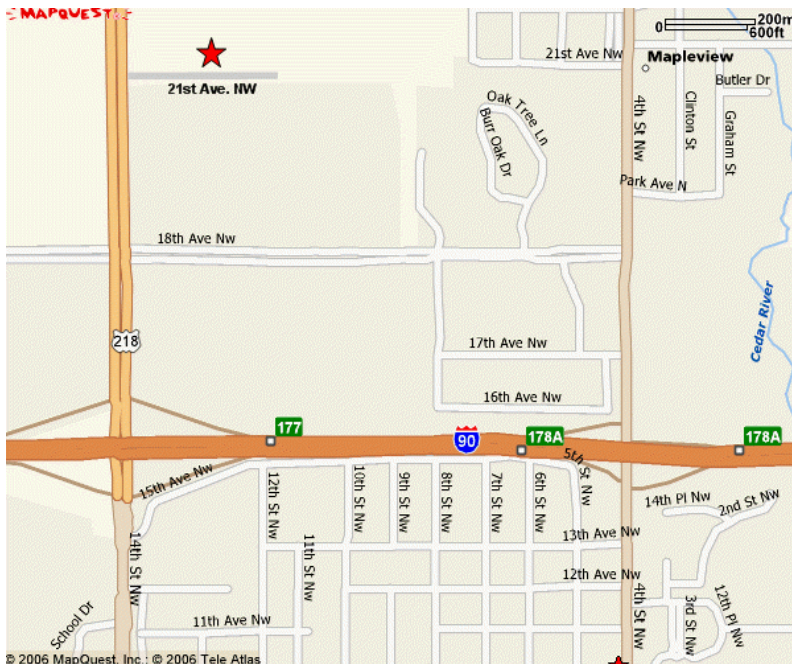 MAPQUEST
0 200m
600ft
21st Ave Nw
Mapleview
21st Ave. NW
Butler Dr
Oak Tree Ln
Burr Oak Dr
4th St Nw
Clinton St
Graham St
Park Ave N
18th Ave Nw
Cedar River
218
17th Ave Nw
16th Ave Nw
177
90
178A
178A
15th Ave Nw
5th St Nw
12th St Nw
10th St Nw
9th St Nw
8th St Nw
7th St Nw
6th St Nw
14th Pl Nw
2nd St Nw
14th St Nw
11th St Nw
13th Ave Nw
12th Ave Nw
4th St Nw
3rd St Nw
12th Pl Nw
School Dr
11th Ave Nw
© 2006 MapQuest, Inc.; © 2006 Tele Atlas